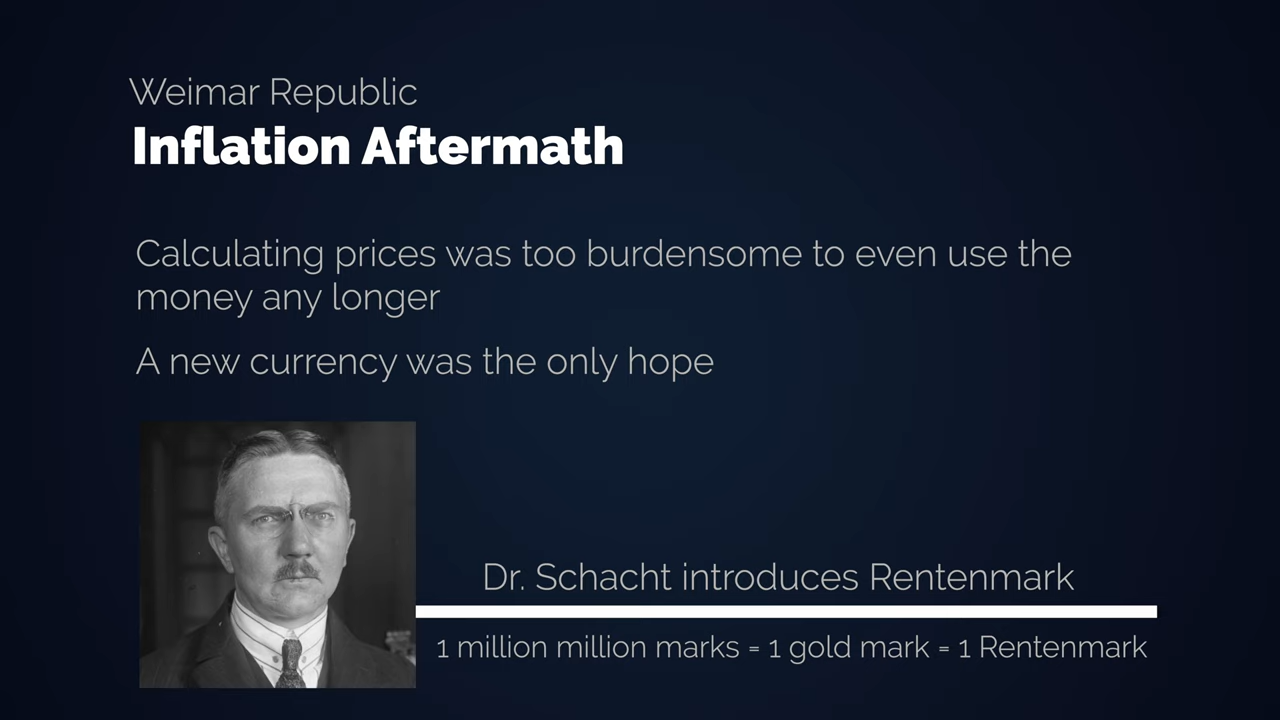 Weimar Republic
Inflation Aftermath
Calculating prices was too burdensome to even use the
money any longer
A new currency was the only hope
Dr. Schacht introduces Rentenmark
1 million million marks = 1 gold mark = 1 Rentenmark